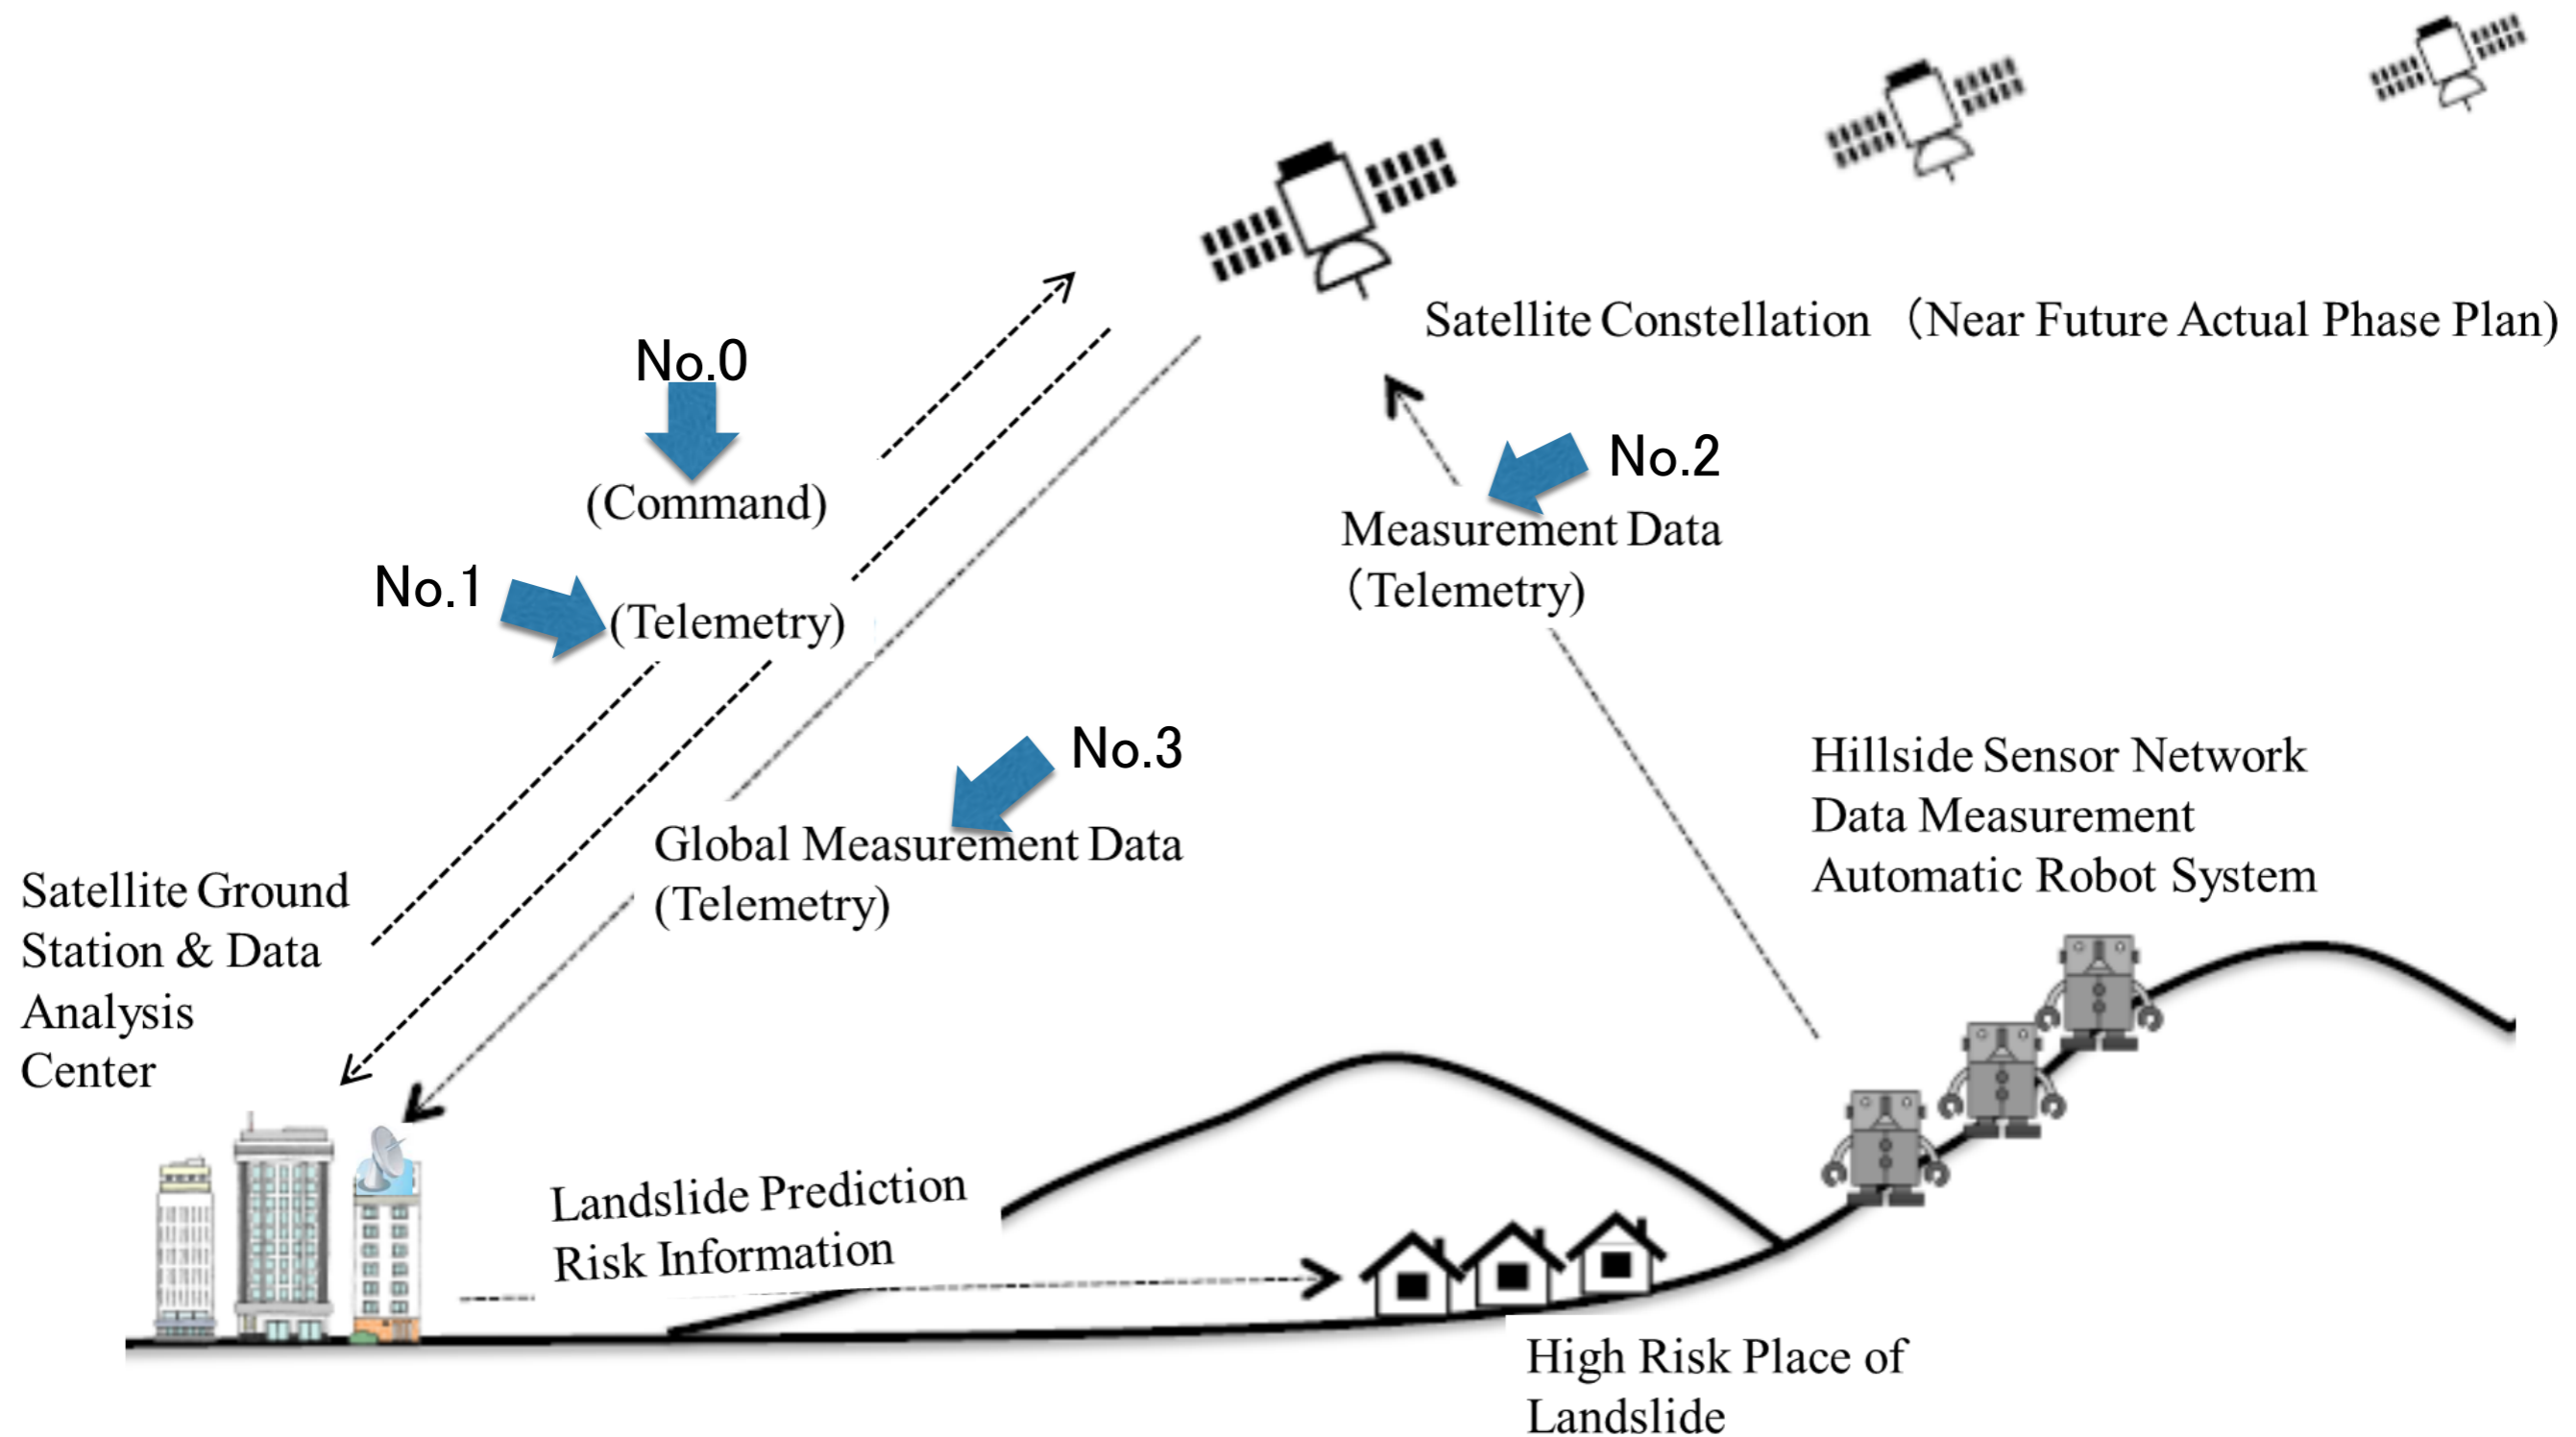 Satellite Constellation （Near Future Actual Phase Plan)
No.0
(Command)
No.1
(Telemetry)
No.2
Measurement Data
（Telemetry)
No.3
Global Measurement Data
(Telemetry)
Hillside Sensor Network
Data Measurement
Automatic Robot System
Satellite Ground
Station & Data
Analysis
Center
Landslide Prediction
Risk Information
High Risk Place of
Landslide